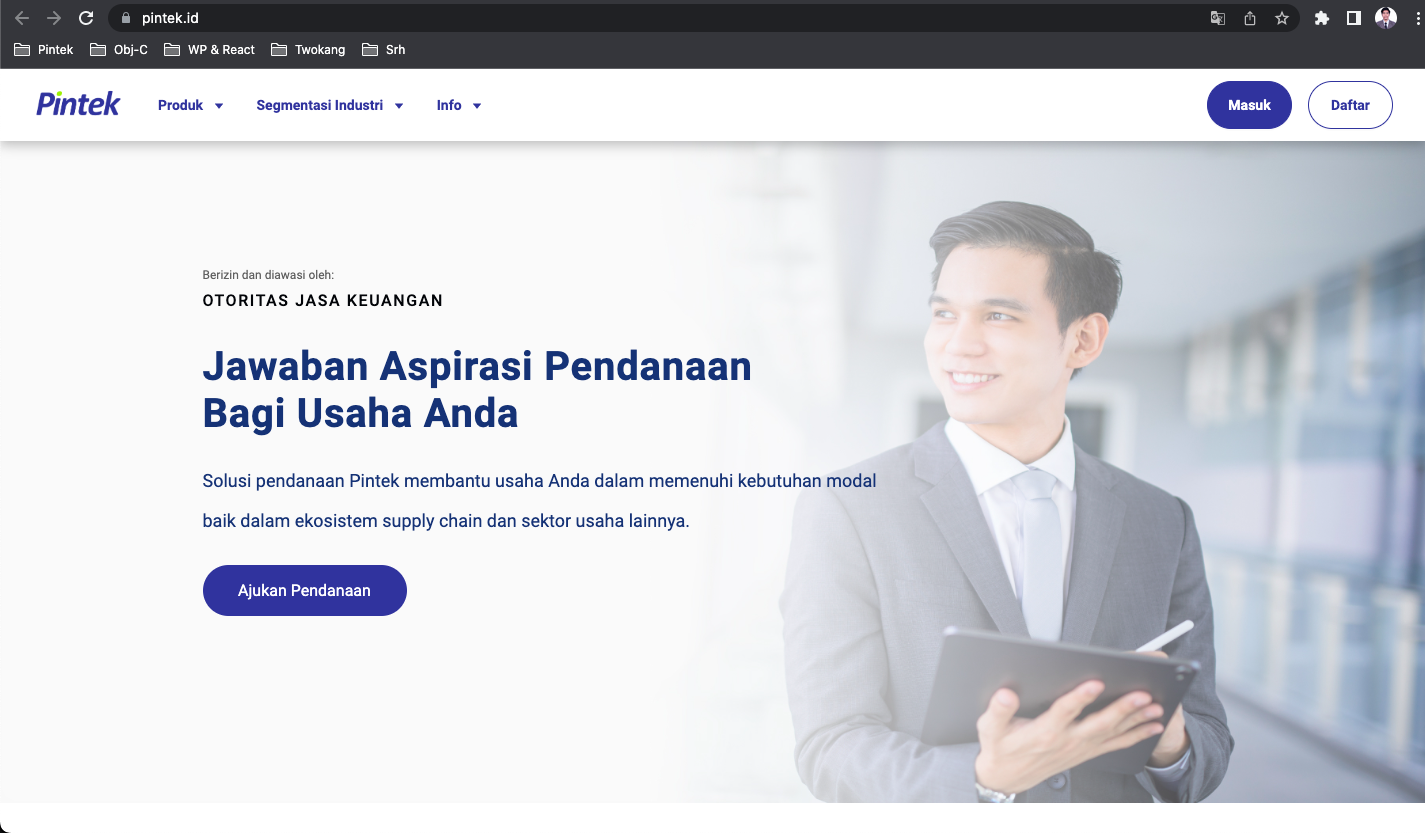 pintek.id
Pintek
Obj-C
WP & React
Twokang
Srh
Pintek
Produk
Segmentasi Industri
Info
Masuk
Daftar
Berizin dan diawasi oleh:
OTORITAS JASA KEUANGAN
Jawaban Aspirasi Pendanaan
Bagi Usaha Anda
Solusi pendanaan Pintek membantu usaha Anda dalam memenuhi kebutuhan modal
baik dalam ekosistem supply chain dan sektor usaha lainnya.
Ajukan Pendanaan